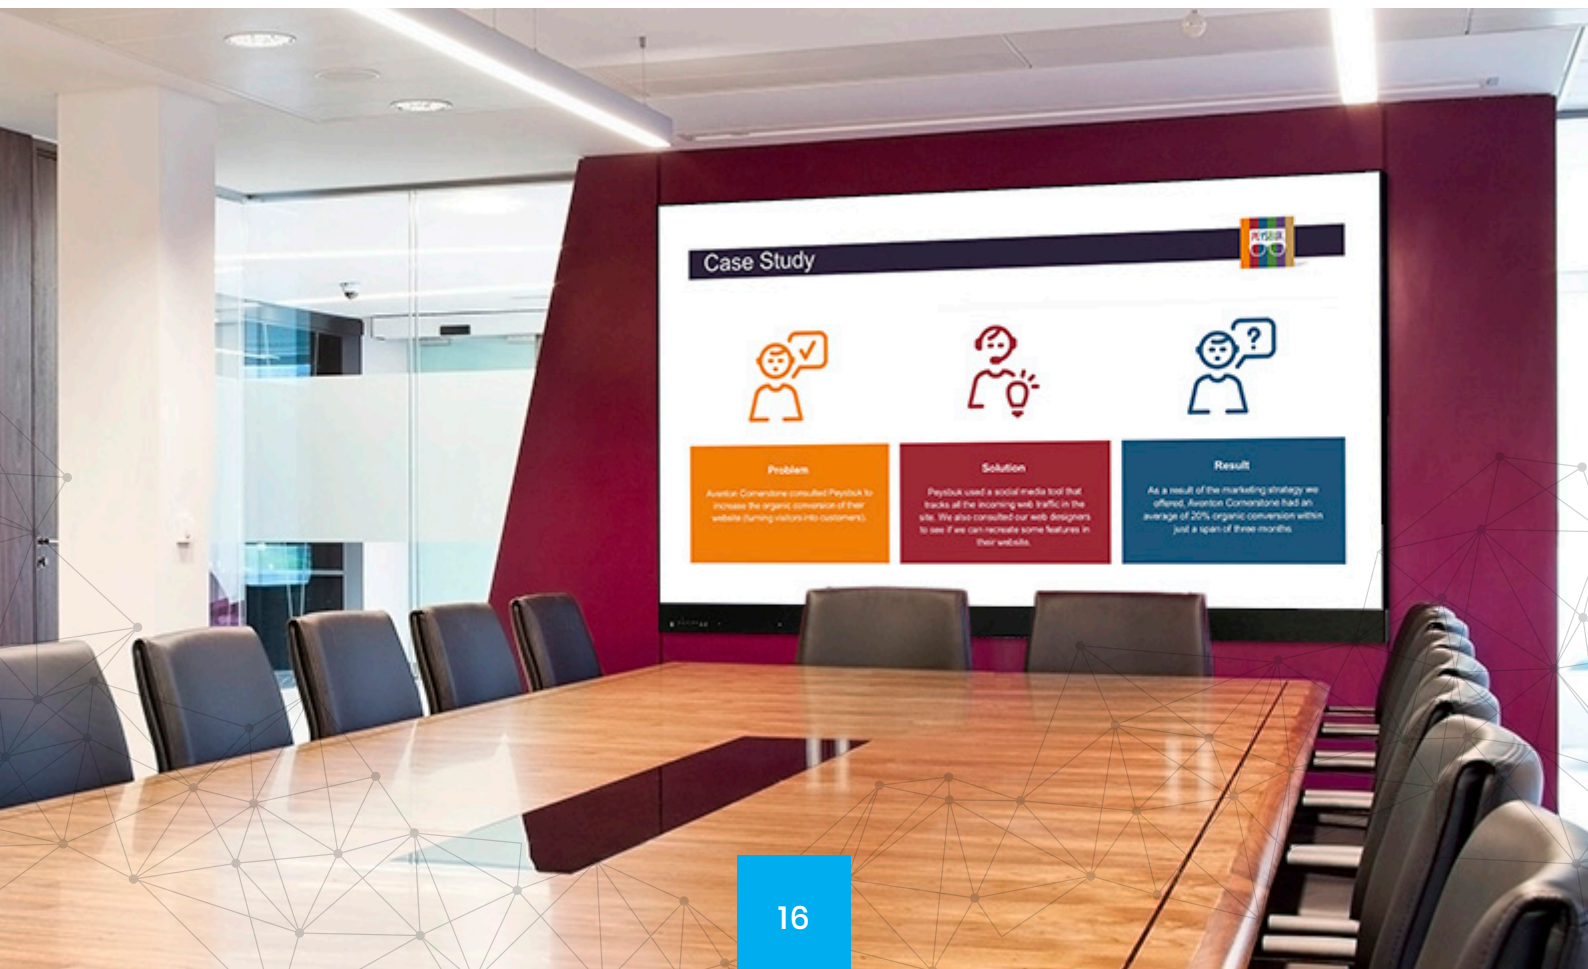 Case Study
PEYSBUK
Problem
Aventon Cornerstone consulted Peysbuk to
increase the organic conversion of their
website (turning visitors into customers).
Solution
Peysbuk used a social media tool that
tracks all the incoming web traffic in the
site. We also consulted our web designers
to see if we can recreate some features in
their website.
Result
As a result of the marketing strategy we
offered, Aventon Cornerstone had an
average of 20% organic conversion within
just a span of three months.
16